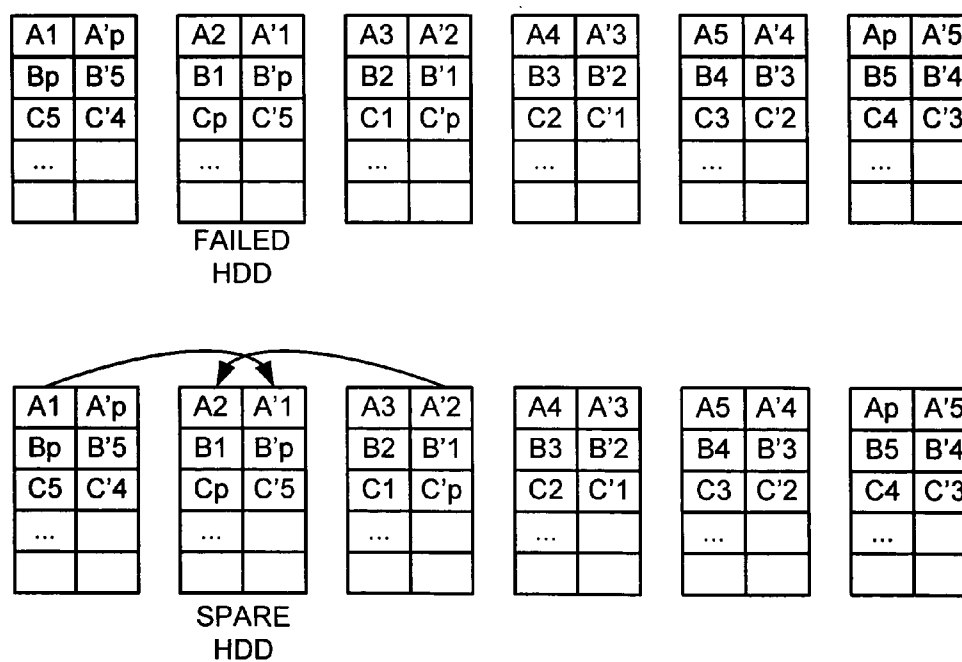 A1 A'p A2 A'1 A3 A'2 A4 A'3 A5 A'4 Ap A'5
Bp B'5 B1 B'p B2 B'1 B3 B'2 B4 B'3 B5 B'4
C5 C'4 Cp C'5 C1 C'p C2 C'1 C3 C'2 C4 C'3
... ... ... ... ... ...
FAILED
HDD
A1 A'p A2 A'1 A3 A'2 A4 A'3 A5 A'4 Ap A'5
Bp B'5 B1 B'p B2 B'1 B3 B'2 B4 B'3 B5 B'4
C5 C'4 Cp C'5 C1 C'p C2 C'1 C3 C'2 C4 C'3
... ... ... ... ... ...
SPARE
HDD